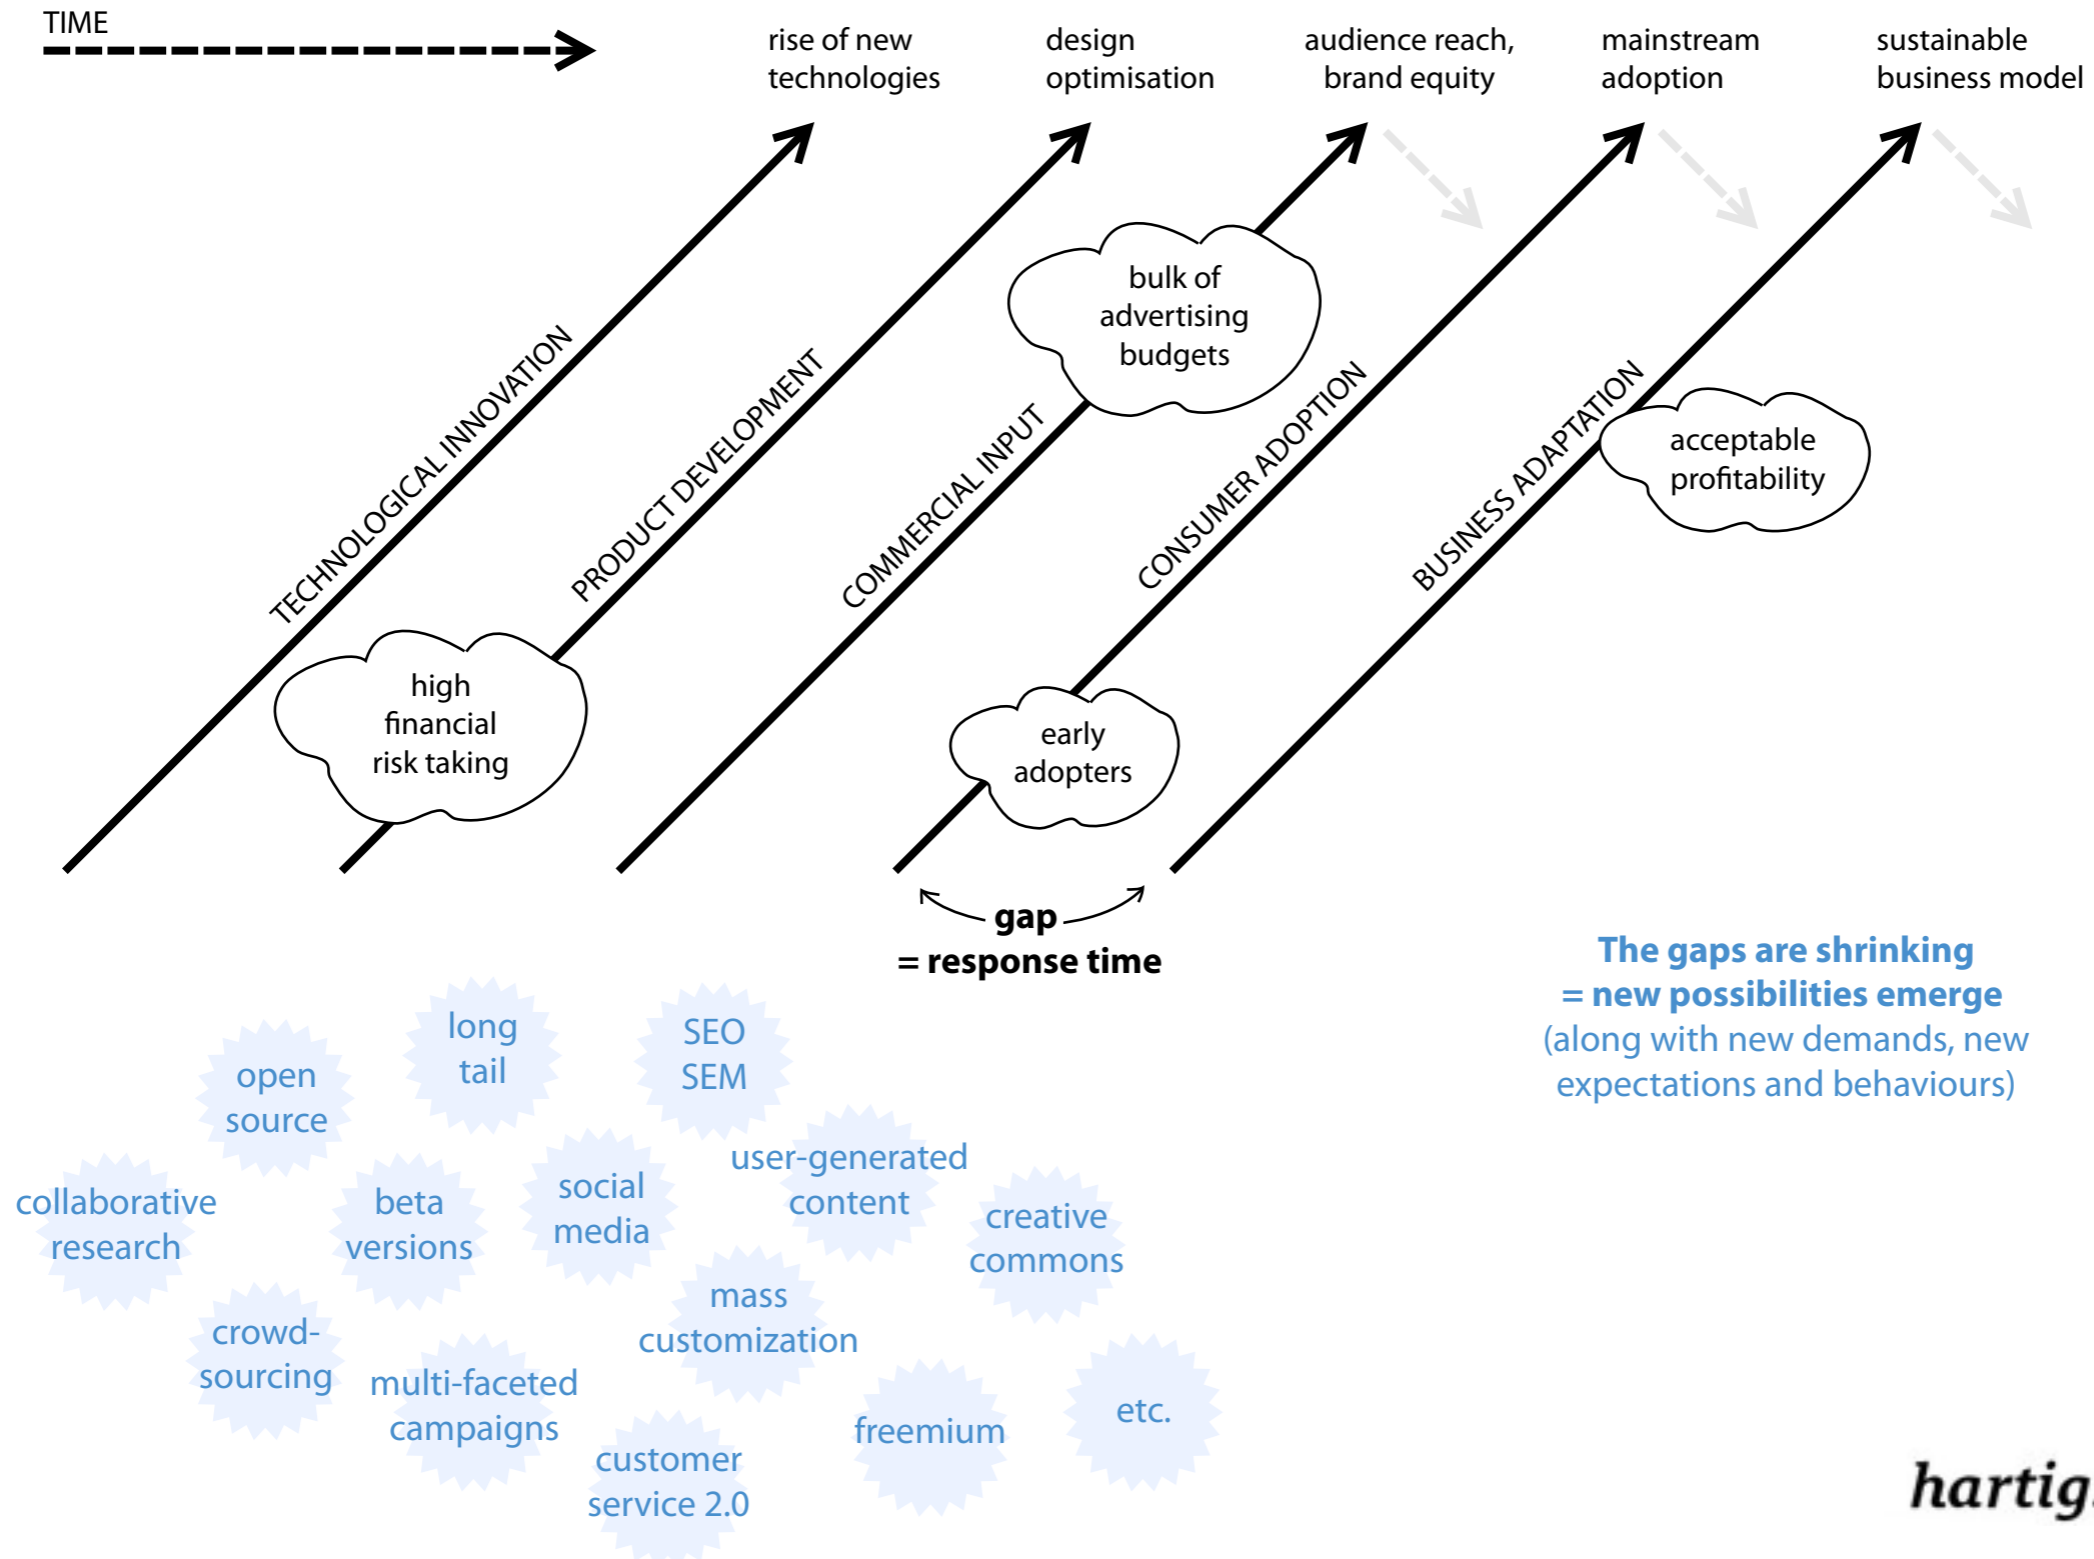 TIME
rise of new
technologies
design
optimisation
audience reach,
brand equity
mainstream
adoption
sustainable
business model
TECHNOLOGICAL INNOVATION
PRODUCT DEVELOPMENT
COMMERCIAL INPUT
CONSUMER ADOPTION
BUSINESS ADAPTATION
bulk of
advertising
budgets
acceptable
profitability
high
financial
risk taking
early
adopters
gap
= response time
The gaps are shrinking
= new possibilities emerge
(along with new demands, new
expectations and behaviours)
long
tail
SEO
SEM
open
source
user-generated
content
collaborative
research
beta
versions
social
media
creative
commons
mass
customization
crowd-
sourcing
multi-faceted
campaigns
freemium
etc.
customer
service 2.0
hartig